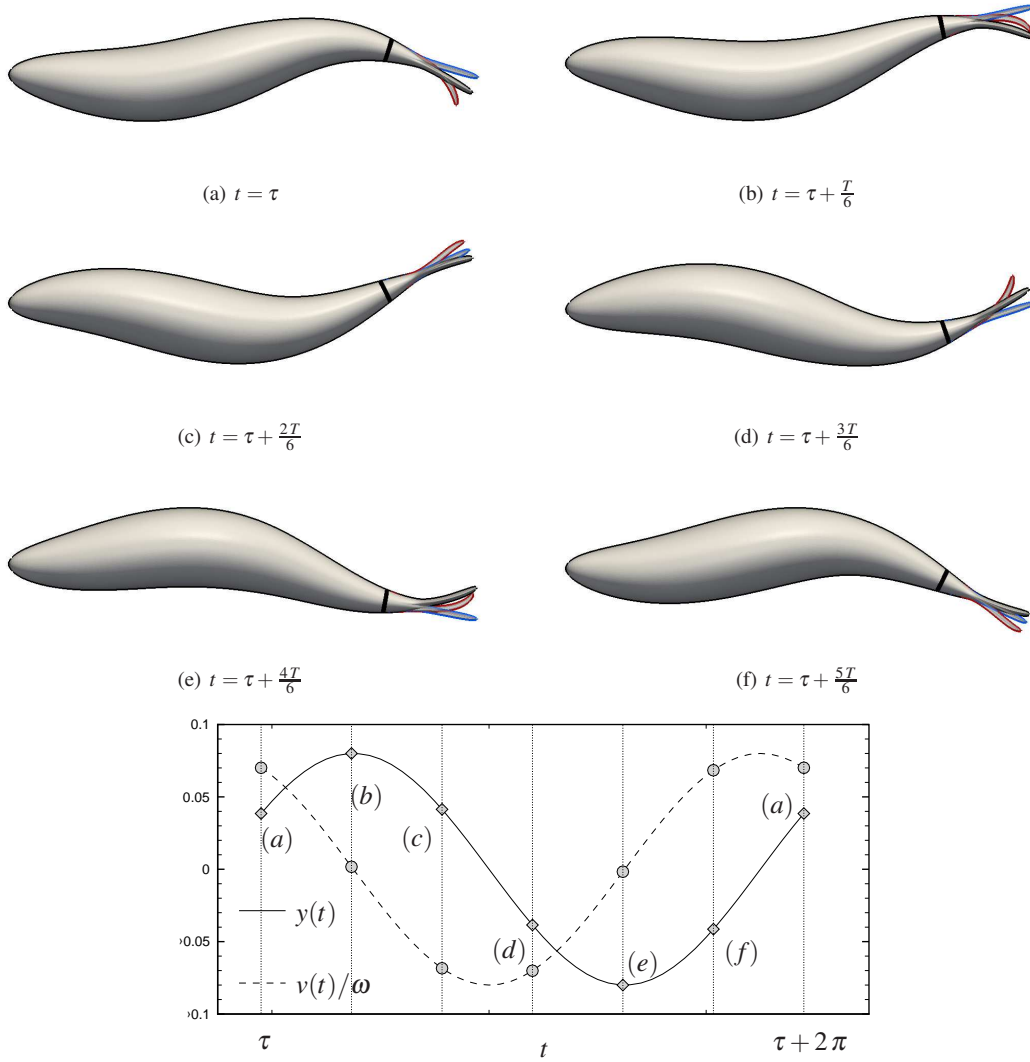 (a) t = τ
(b) t = τ + T/6
(c) t = τ + 2T/6
(d) t = τ + 3T/6
(e) t = τ + 4T/6
(f) t = τ + 5T/6
0.1
0.05
0
0.05
0.1
(a)
(b)
(c)
(d)
(e)
(f)
(a)
y(t)
v(t)/ω
τ
t
τ + 2π